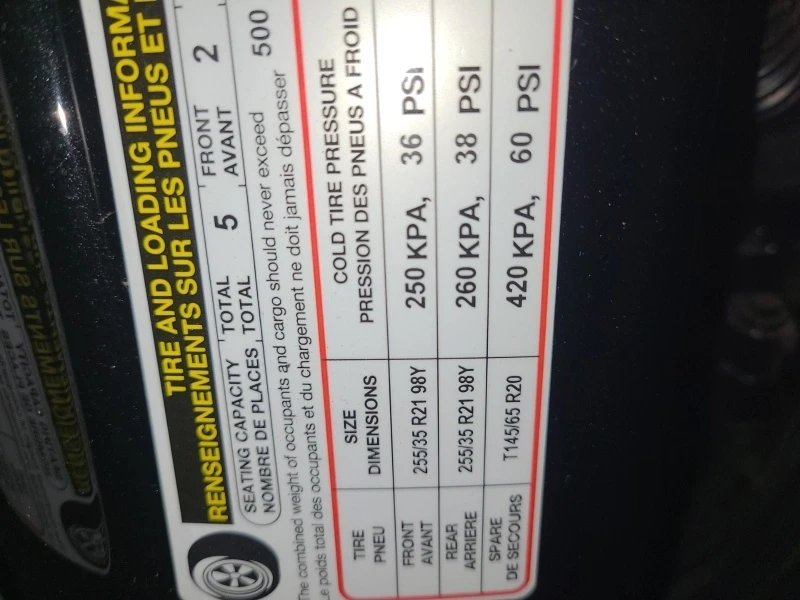 TIRE AND LOADING INFORMA
RENSEIGNEMENTS SUR LES PNEUS ET
SEATING CAPACITY TOTAL 5 FRONT 2
NOMBRE DE PLACES TOTAL AVANT
The combined weight of occupants and cargo should never exceed 500
Le poids total des occupants et du chargement ne doit jamais dépasser
TIRE SIZE COLD TIRE PRESSURE
PNEU DIMENSIONS PRESSION DES PNEUS A FROID
FRONT 255/35 R21 98Y 250 KPA, 36 PSI
AVANT
REAR 255/35 R21 98Y 260 KPA, 38 PSI
ARRIERE
SPARE T145/65 R20 420 KPA, 60 PSI
DE SECOURS